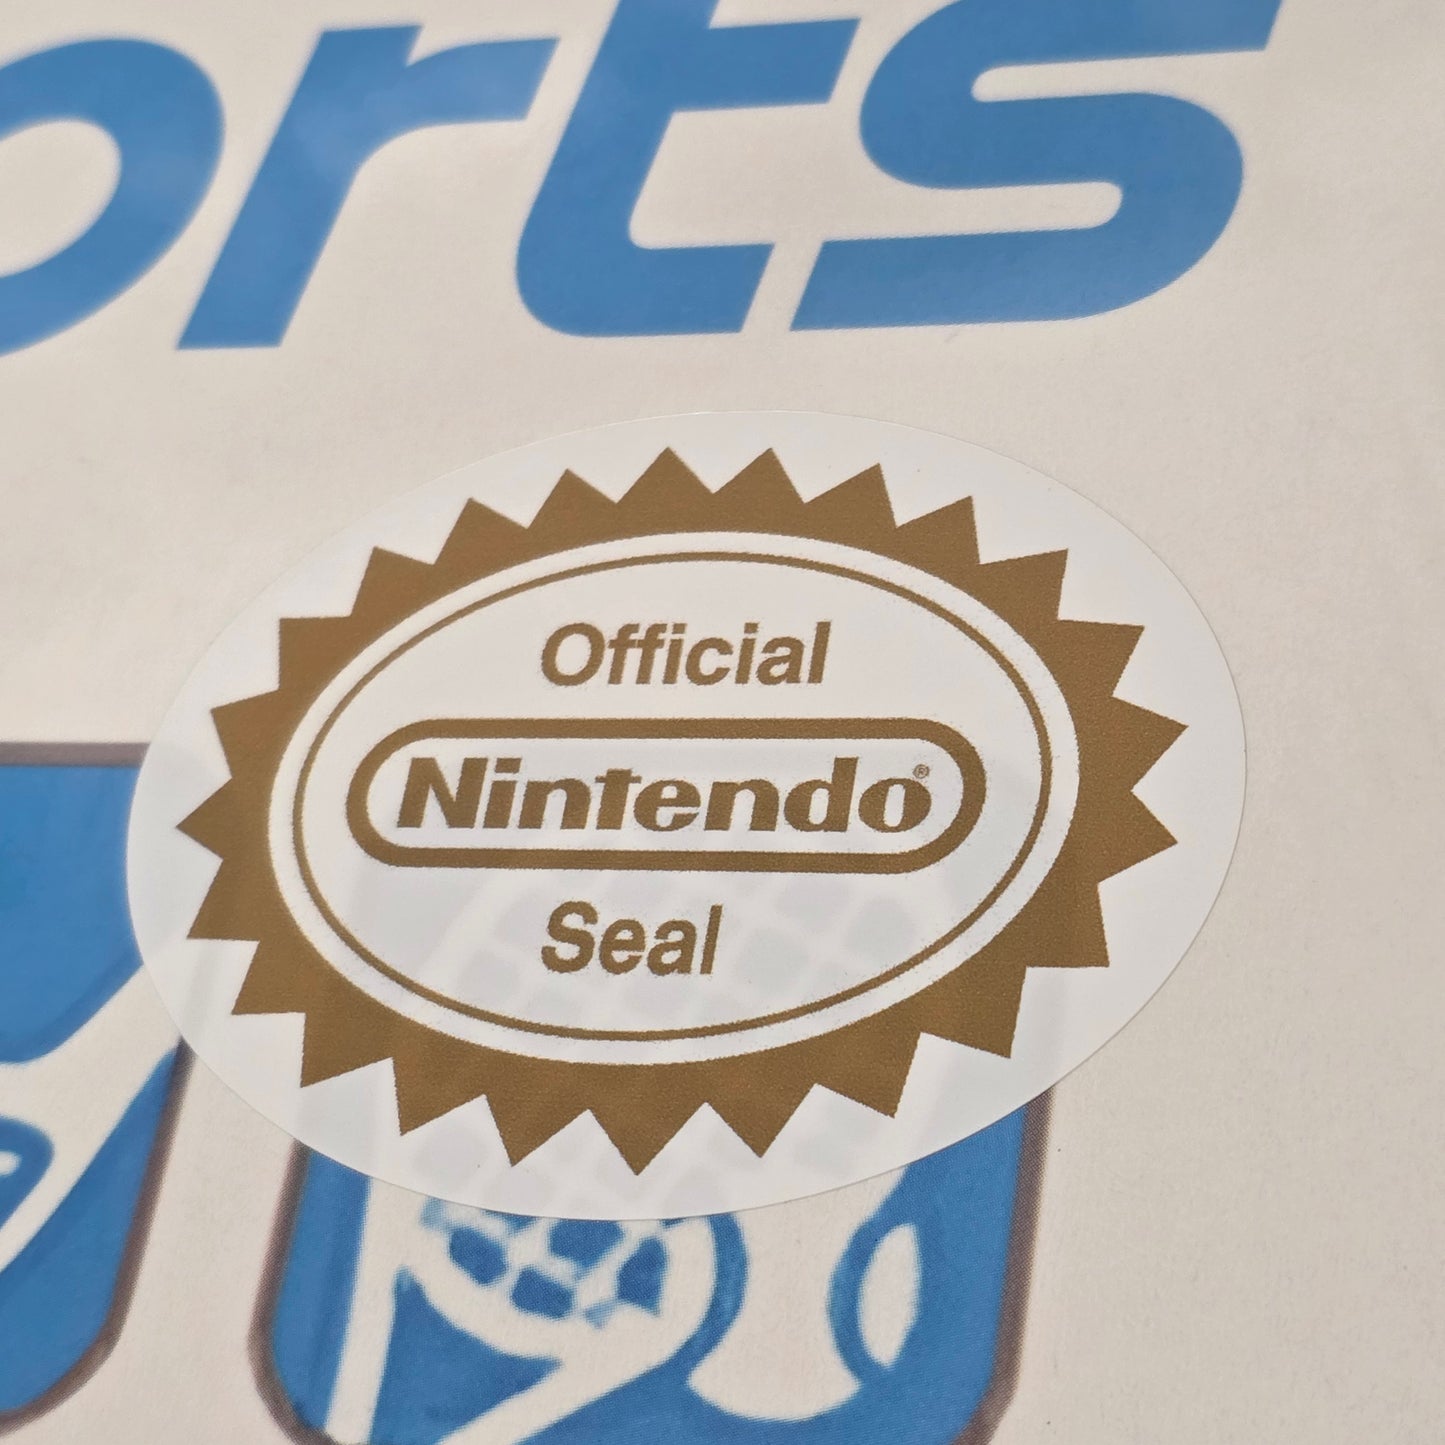 orts
Official
Nintendo®
Seal